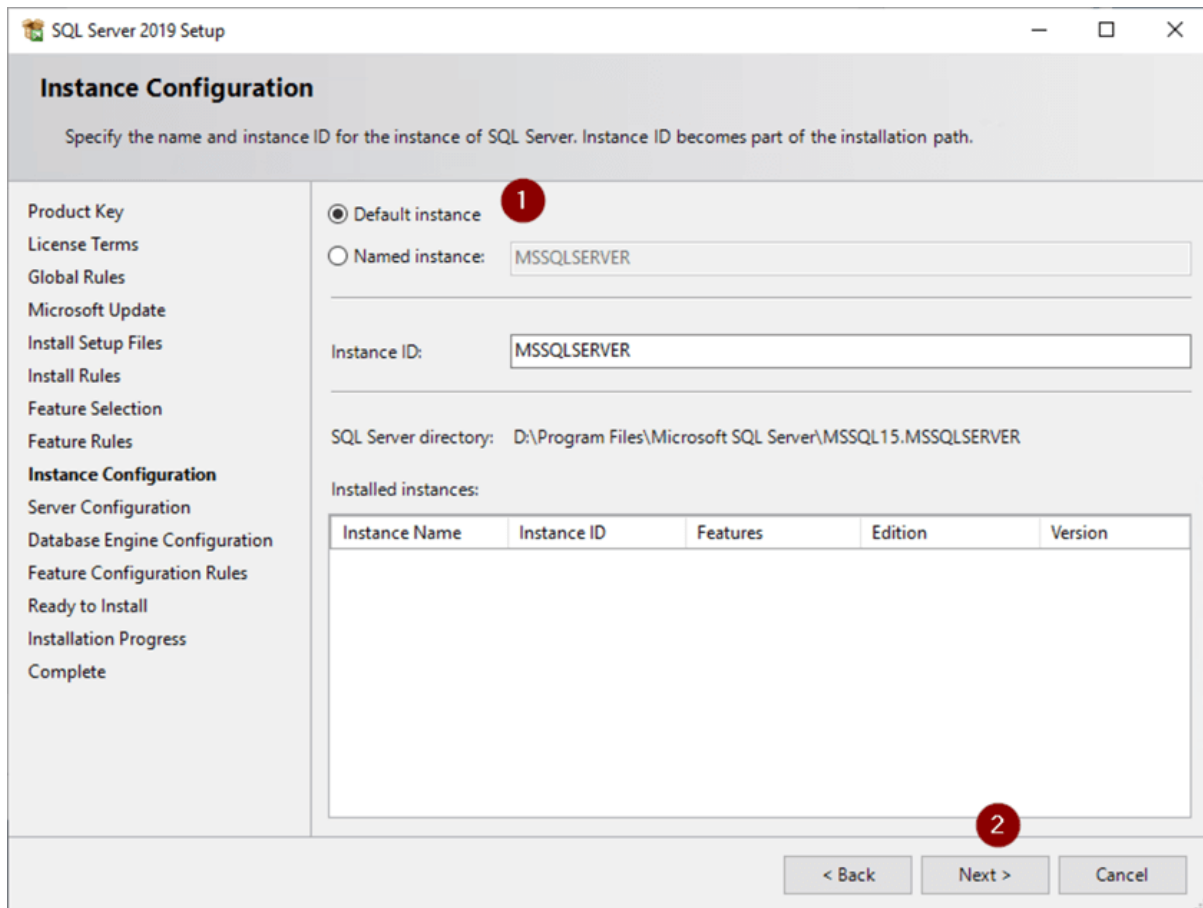 SQL Server 2019 Setup
Instance Configuration
Specify the name and instance ID for the instance of SQL Server. Instance ID becomes part of the installation path.
Product Key
License Terms
Global Rules
Microsoft Update
Install Setup Files
Install Rules
Feature Selection
Feature Rules
Instance Configuration
Server Configuration
Database Engine Configuration
Feature Configuration Rules
Ready to Install
Installation Progress
Complete
Default instance 1
Named instance: MSSQLSERVER
Instance ID: MSSQLSERVER
SQL Server directory: D:\Program Files\Microsoft SQL Server\MSSQL15.MSSQLSERVER
Installed instances:
Instance Name Instance ID Features Edition Version
2
< Back Next > Cancel